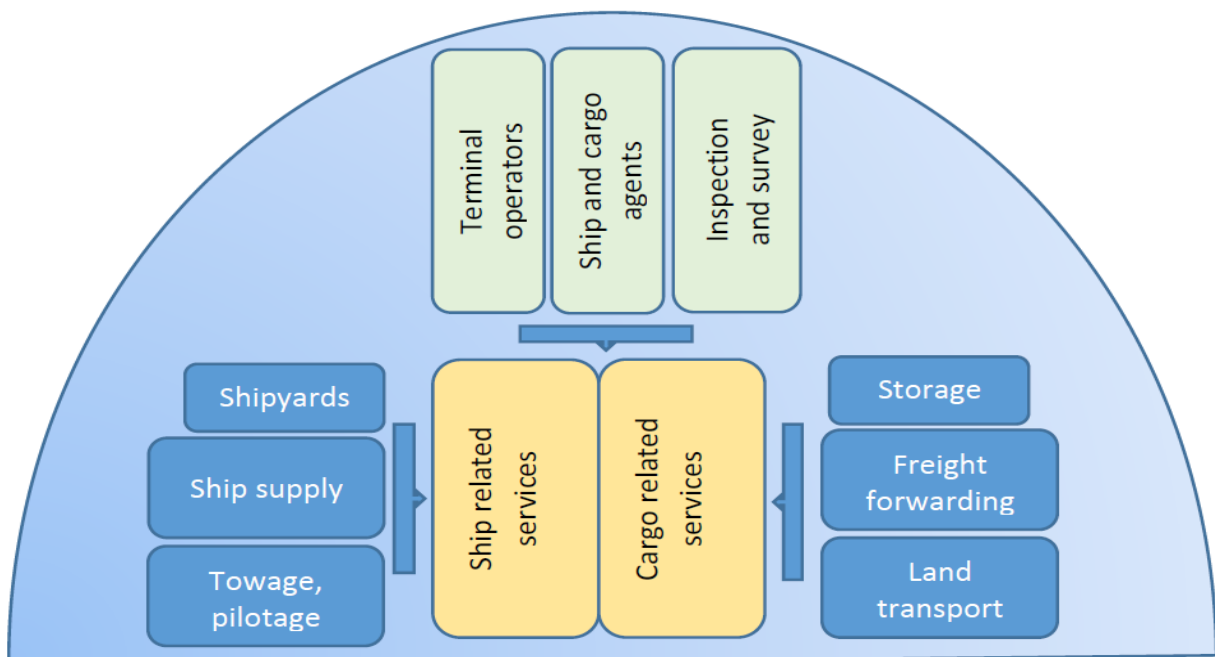 Terminal
operators
Ship and cargo
agents
Inspection
and survey
Shipyards
Ship supply
Towage,
pilotage
Ship related
services
Cargo related
services
Storage
Freight
forwarding
Land
transport